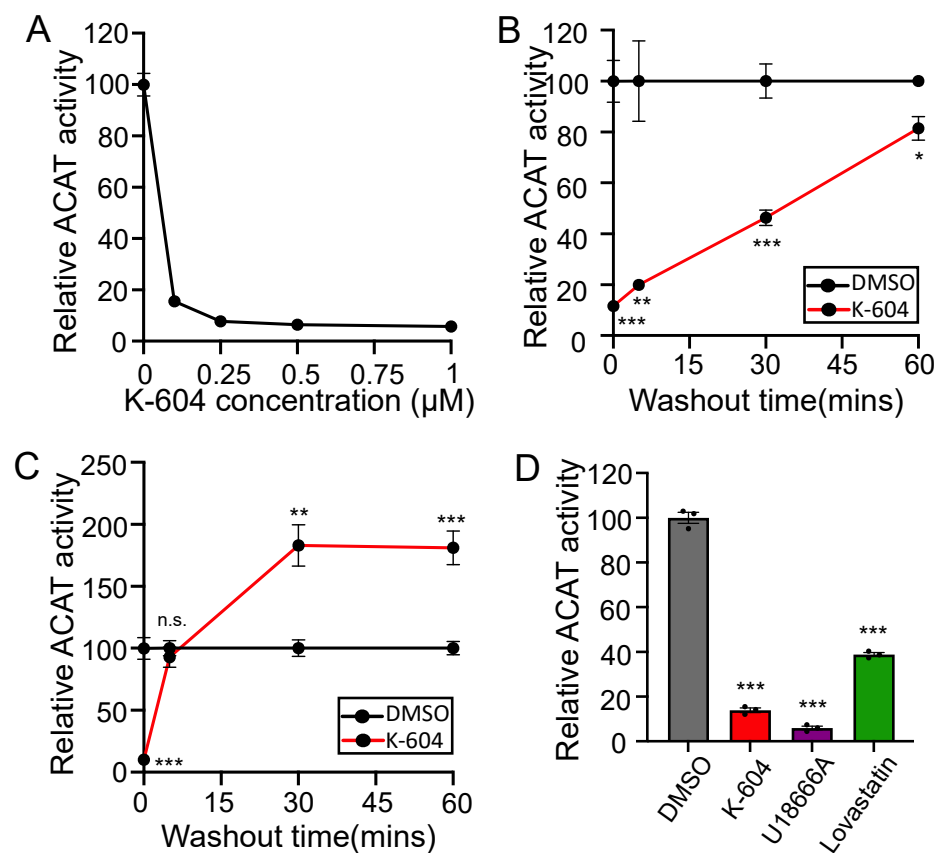 A
Relative ACAT activity
120
100
80
60
40
20
0
0
0.25
0.5
0.75
1
K-604 concentration (µM)
B
Relative ACAT activity
120
100
80
60
40
20
0
***
**
***
*
DMSO
K-604
0
15
30
45
60
Washout time(mins)
C
Relative ACAT activity
250
200
150
100
50
0
***
n.s.
**
***
DMSO
K-604
0
15
30
45
60
Washout time(mins)
D
Relative ACAT activity
120
100
80
60
40
20
0
***
***
***
DMSO
K-604
U18666A
Lovastatin